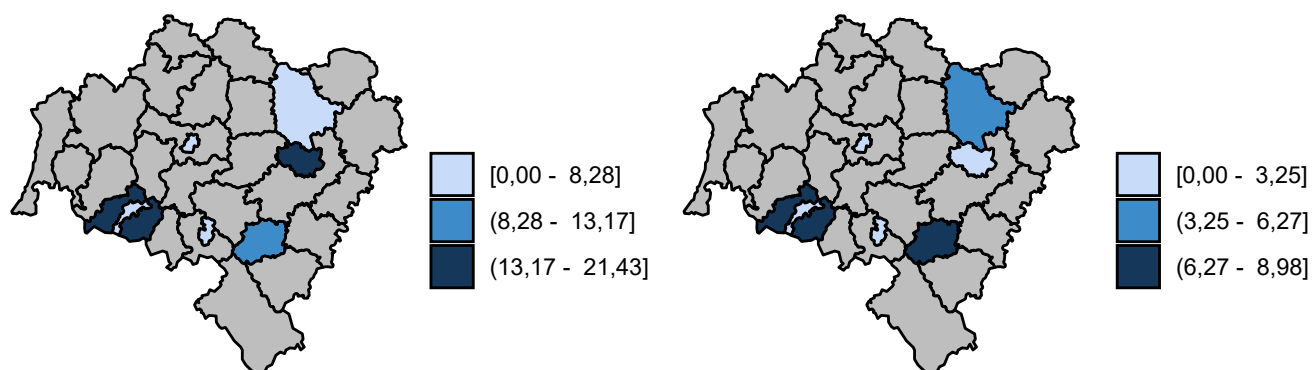 [0,00 - 8,28]
(8,28 - 13,17]
(13,17 - 21,43]
[0,00 - 3,25]
(3,25 - 6,27]
(6,27 - 8,98]